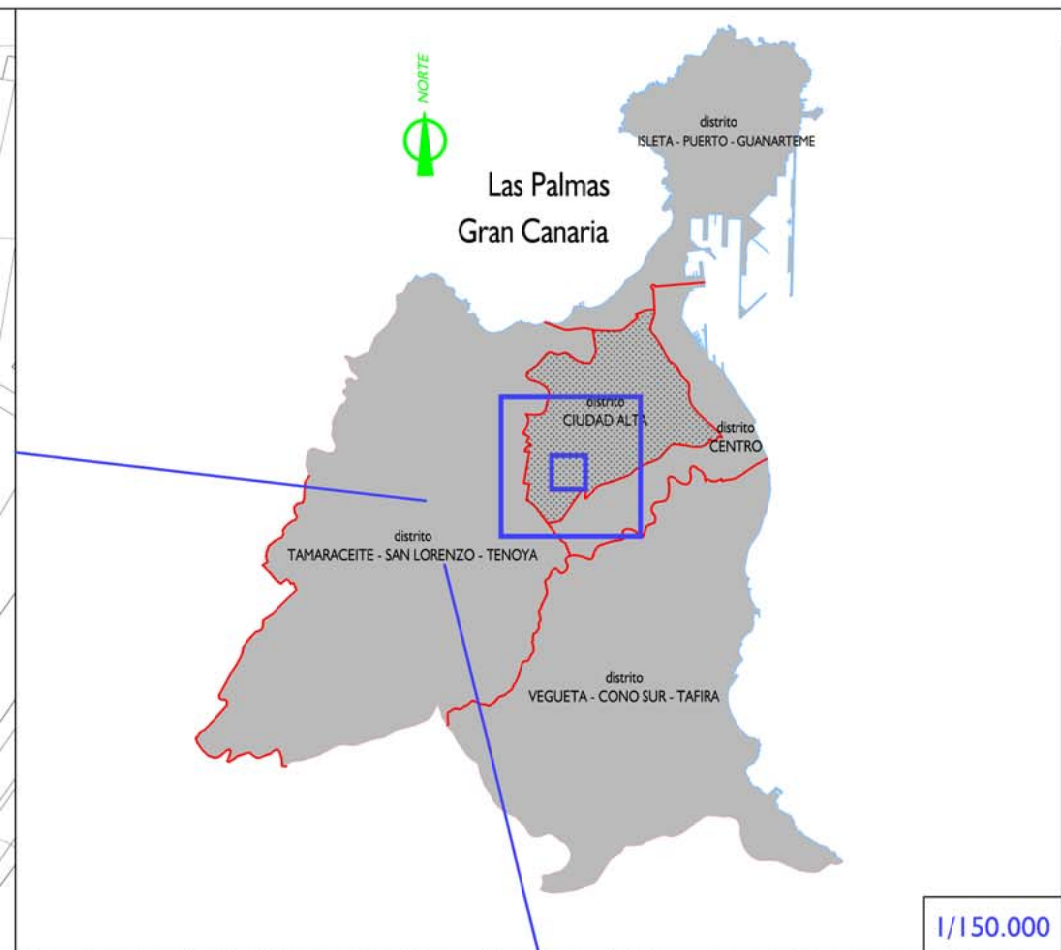 NORTE
distrito
ISLETA - PUERTO - GUANARTEME
Las Palmas
Gran Canaria
distrito
CIUDAD ALTA
distrito
CENTRO
distrito
TAMARACEITE - SAN LORENZO - TENOYA
distrito
VEGUETA - CONO SUR - TAFIRA
1/150.000